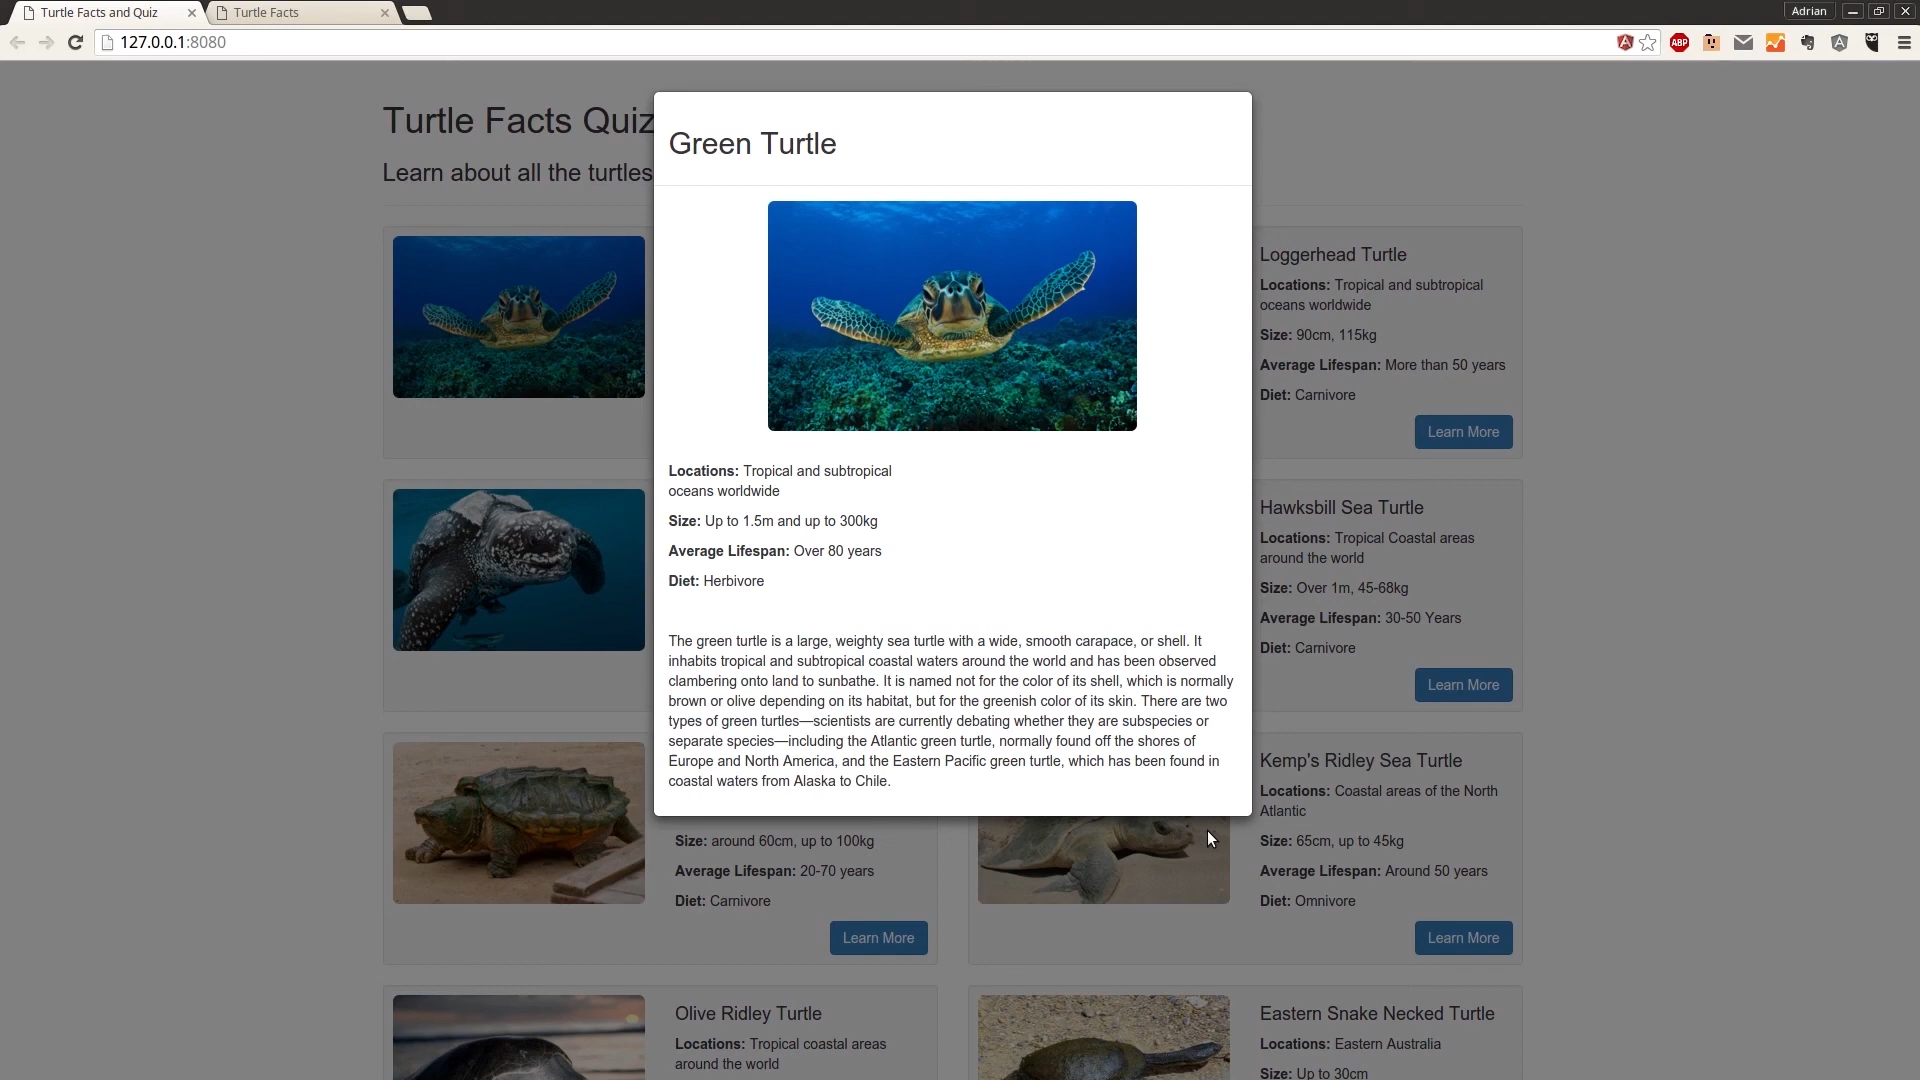 Turtle Facts and Quiz
Turtle Facts
Adrian
127.0.0.1:8080
ABP
Turtle Facts Quiz
Learn about all the turtles
Green Turtle
Locations: Tropical and subtropical
oceans worldwide
Size: Up to 1.5m and up to 300kg
Average Lifespan: Over 80 years
Diet: Herbivore
The green turtle is a large, weighty sea turtle with a wide, smooth carapace, or shell. It
inhabits tropical and subtropical coastal waters around the world and has been observed
clambering onto land to sunbathe. It is named not for the color of its shell, which is normally
brown or olive depending on its habitat, but for the greenish color of its skin. There are two
types of green turtles—scientists are currently debating whether they are subspecies or
separate species—including the Atlantic green turtle, normally found off the shores of
Europe and North America, and the Eastern Pacific green turtle, which has been found in
coastal waters from Alaska to Chile.
Loggerhead Turtle
Locations: Tropical and subtropical
oceans worldwide
Size: 90cm, 115kg
Average Lifespan: More than 50 years
Diet: Carnivore
Learn More
Hawksbill Sea Turtle
Locations: Tropical Coastal areas
around the world
Size: Over 1m, 45-68kg
Average Lifespan: 30-50 Years
Diet: Carnivore
Learn More
Size: around 60cm, up to 100kg
Average Lifespan: 20-70 years
Diet: Carnivore
Learn More
Kemp's Ridley Sea Turtle
Locations: Coastal areas of the North
Atlantic
Size: 65cm, up to 45kg
Average Lifespan: Around 50 years
Diet: Omnivore
Learn More
Olive Ridley Turtle
Locations: Tropical coastal areas
around the world
Eastern Snake Necked Turtle
Locations: Eastern Australia
Size: Up to 30cm